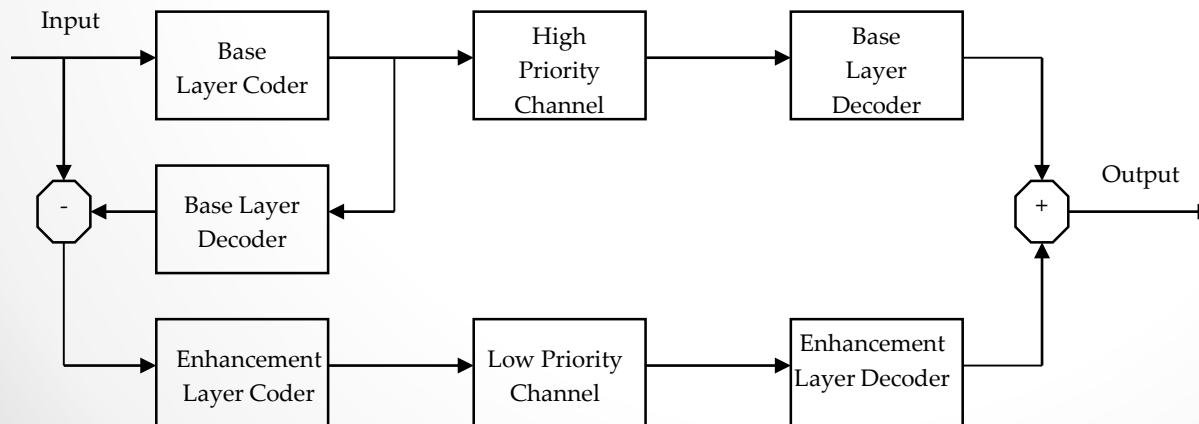 Input
Base
Layer Coder
High
Priority
Channel
Base
Layer
Decoder
-
Base Layer
Decoder
+
Output
Enhancement
Layer Coder
Low Priority
Channel
Enhancement
Layer Decoder